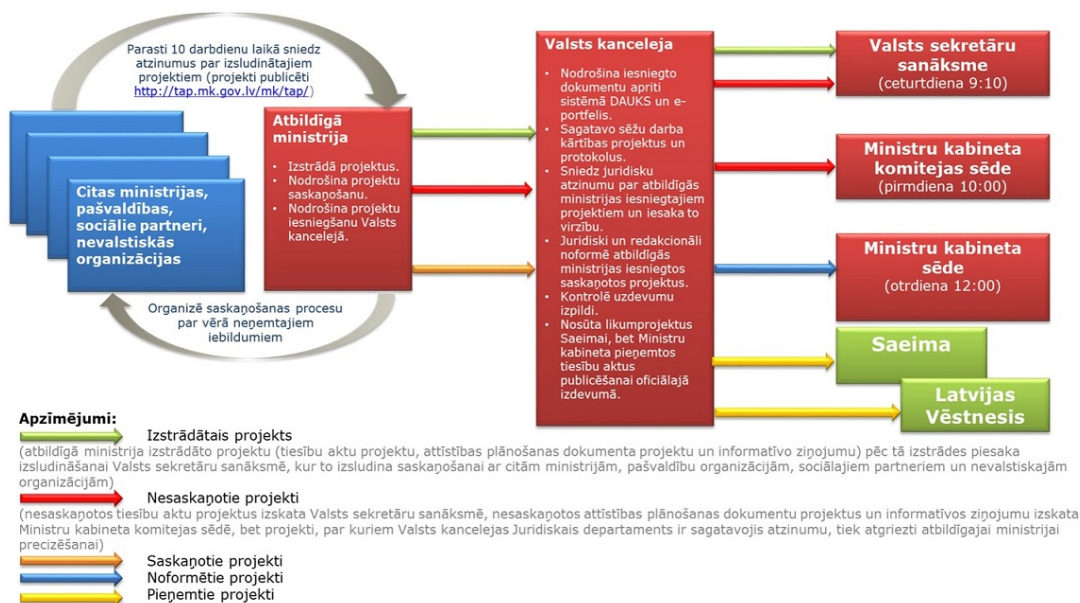 Parasti 10 darbdienu laikā sniedz
atzinumus par izsludinātajiem
projektiem (projekti publicēti
http://tap.mk.gov.lv/mk/tap/)
Citas ministrijas,
pašvaldības,
sociālie partneri,
nevalstiskās
organizācijas
Organizē saskaņošanas procesu
par vērā neņemtajiem
iebildumiem
Atbildīgā
ministrija
• Izstrādā projektus.
• Nodrošina projektu
saskaņošanu.
• Nodrošina projektu
iesniegšanu Valsts
kancelejā.
Valsts kanceleja
• Nodrošina iesniegto
dokumentu apriti
sistēmā DAUKS un e-
portfelis.
• Sagatavo sēžu darba
kārtības projektus un
protokolus.
• Sniedz juridisku
atzinumu par atbildīgās
ministrijas iesniegtajiem
projektiem un iesaka to
virzību.
• Juridiski un redakcionāli
noformē atbildīgās
ministrijas iesniegtos
saskaņotos projektus.
• Kontrolē uzdevumu
izpildi.
• Nosūta likumprojektus
Saeimai, bet Ministru
kabineta pieņemtos
tiesību aktus
publicēšanai oficiālajā
izdevumā.
Valsts sekretāru
sanāksme
(ceturtdiena 9:10)
Ministru kabineta
komitejas sēde
(pirmdiena 10:00)
Ministru kabineta
sēde
(otrdiena 12:00)
Saeima
Latvijas
Vēstnesis
Apzīmējumi:
Izstrādātais projekts
(atbildīgā ministrija izstrādāto projektu (tiesību aktu projektu, attīstības plānošanas dokumenta projektu un informatīvo ziņojumu) pēc tā izstrādes piesaka
izsludināšanai Valsts sekretāru sanāksmē, kur to izsludina saskaņošanai ar citām ministrijām, pašvaldību organizācijām, sociālajiem partneriem un nevalstiskajām
organizācijām)
Nesaskaņotie projekti
(nesaskaņotos tiesību aktu projektus izskata Valsts sekretāru sanāksmē, nesaskaņotos attīstības plānošanas dokumentu projektus un informatīvos ziņojumu izskata
Ministru kabineta komitejas sēdē, bet projekti, par kuriem Valsts kancelejas Juridiskais departaments ir sagatavojis atzinumu, tiek atgriezti atbildīgajai ministrijai
precizēšanai)
Saskaņotie projekti
Noformētie projekti
Pieņemtie projekti